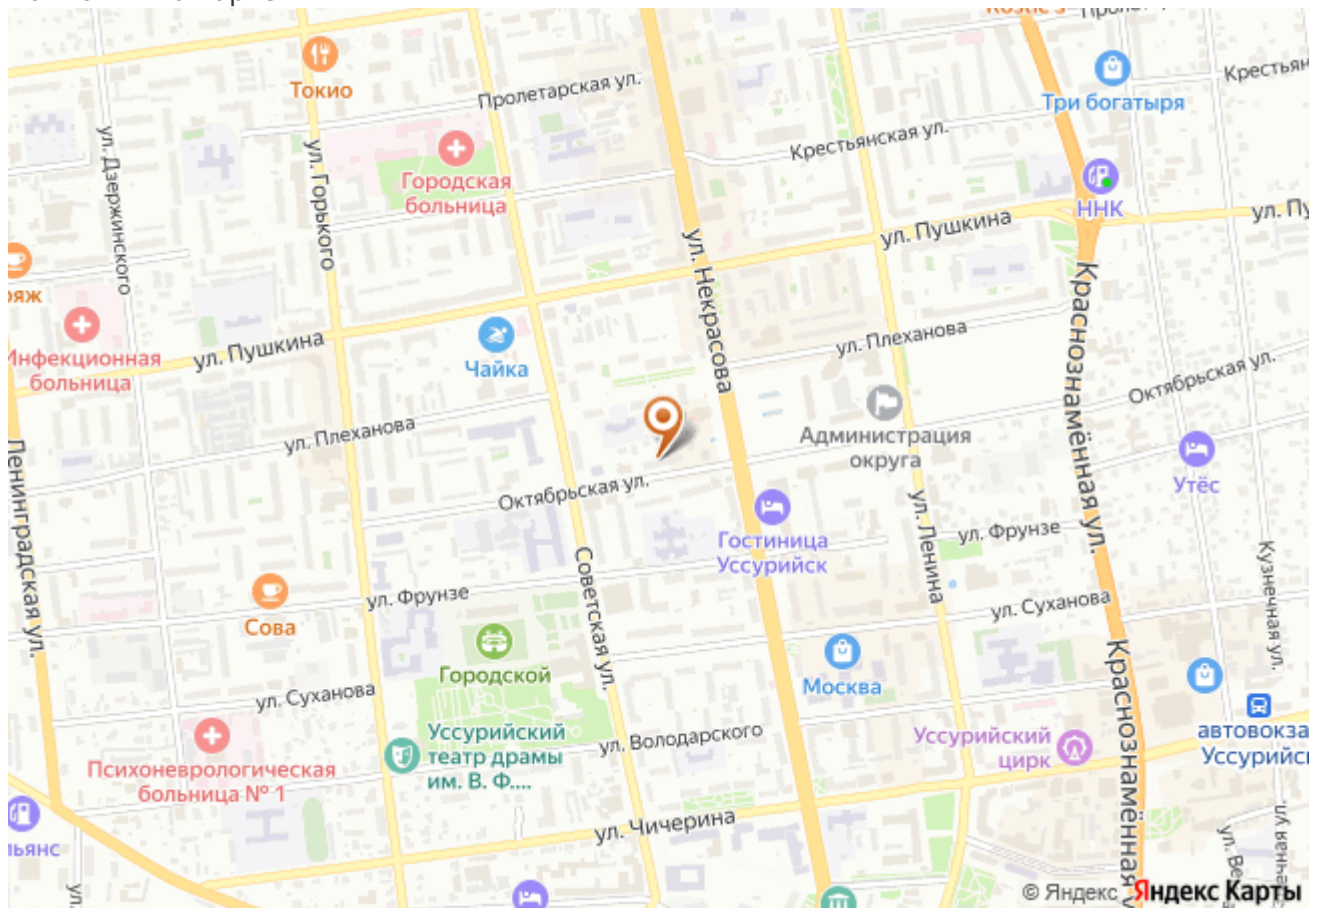 Пролетарская ул.
Токио
Три богатыря
Крестьянская ул.
ул. Дзержинского
ул. Горького
Городская
больница
ННК
ул. Пушкина
ул. Некрасова
Краснознамённая ул.
Инфекционная
больница
ул. Пушкина
Чайка
ул. Плеханова
Октябрьская ул.
ул. Плеханова
Администрация
округа
Ленинградская ул.
Октябрьская ул.
Утёс
Гостиница
Уссурийск
ул. Ленина
ул. Фрунзе
Кузнечная ул.
Советская ул.
ул. Фрунзе
Сова
ул. Суханова
Городской
Москва
ул. Суханова
Уссурийский
театр драмы
им. В. Ф....
ул. Володарского
Уссурийский
цирк
Психоневрологическая
больница № 1
ул. Чичерина
© Яндекс Яндекс Карты